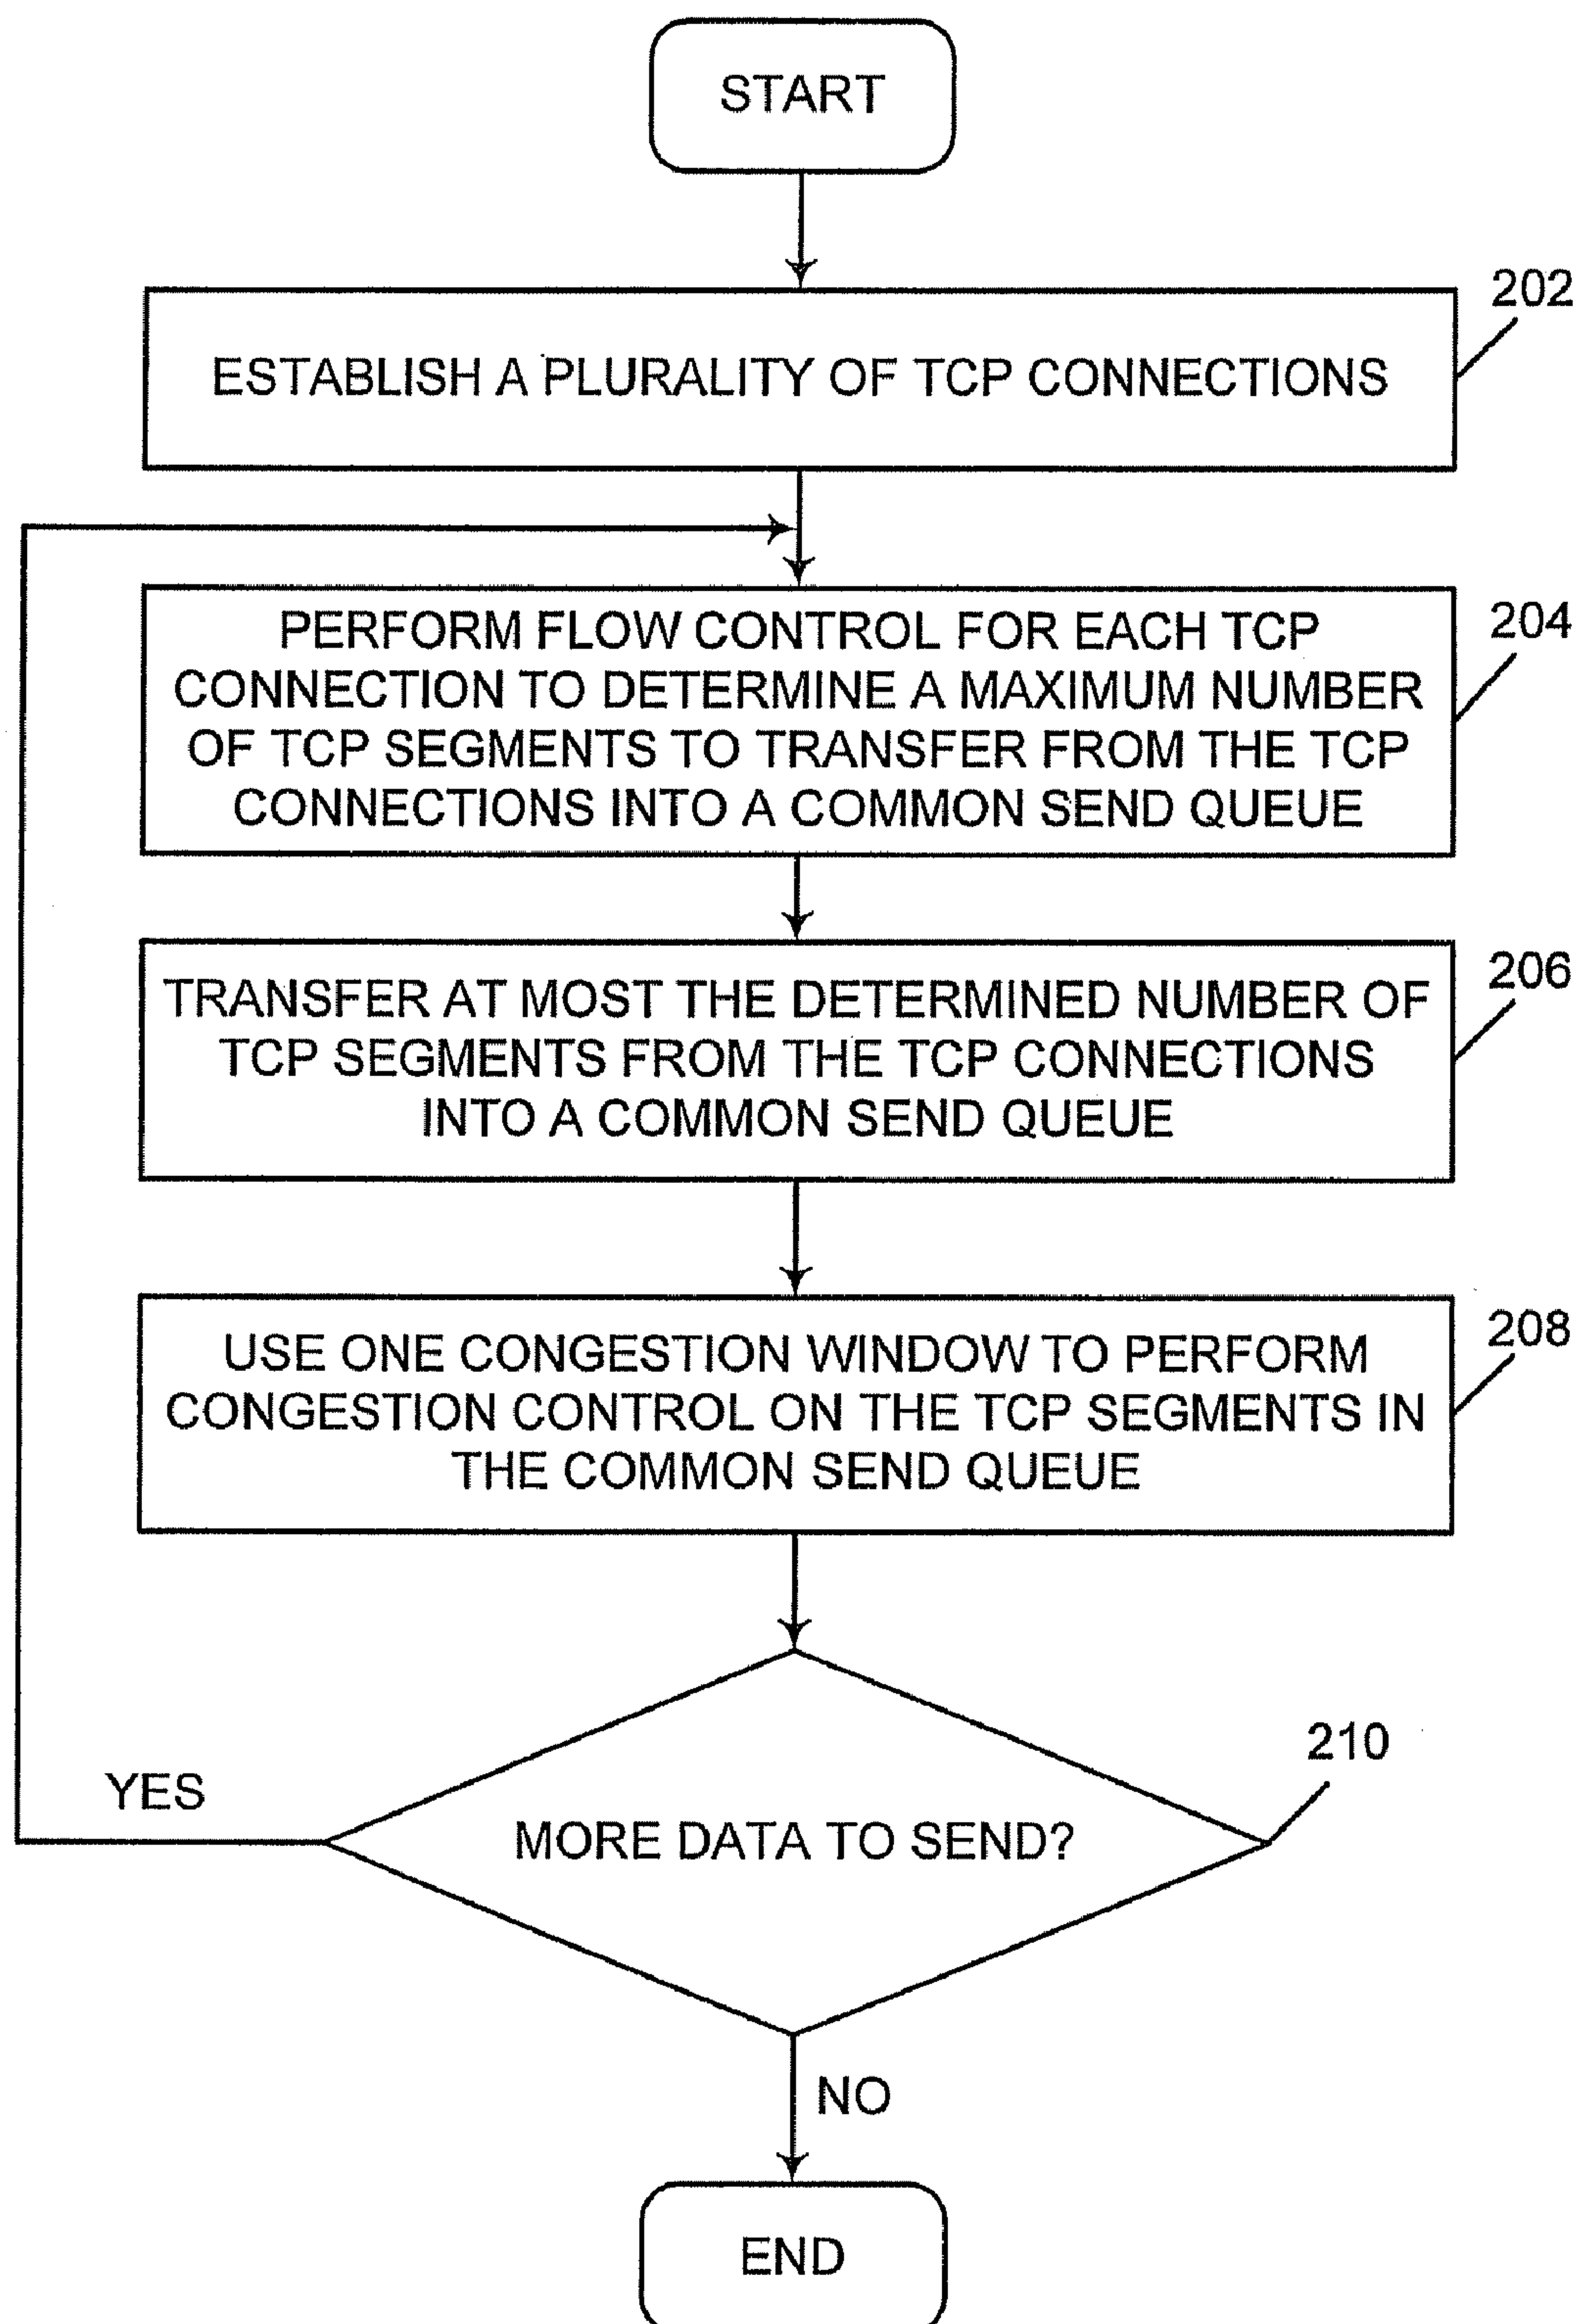 START
202
ESTABLISH A PLURALITY OF TCP CONNECTIONS
204
PERFORM FLOW CONTROL FOR EACH TCP
CONNECTION TO DETERMINE A MAXIMUM NUMBER
OF TCP SEGMENTS TO TRANSFER FROM THE TCP
CONNECTIONS INTO A COMMON SEND QUEUE
206
TRANSFER AT MOST THE DETERMINED NUMBER OF
TCP SEGMENTS FROM THE TCP CONNECTIONS
INTO A COMMON SEND QUEUE
208
USE ONE CONGESTION WINDOW TO PERFORM
CONGESTION CONTROL ON THE TCP SEGMENTS IN
THE COMMON SEND QUEUE
210
YES
MORE DATA TO SEND?
NO
END